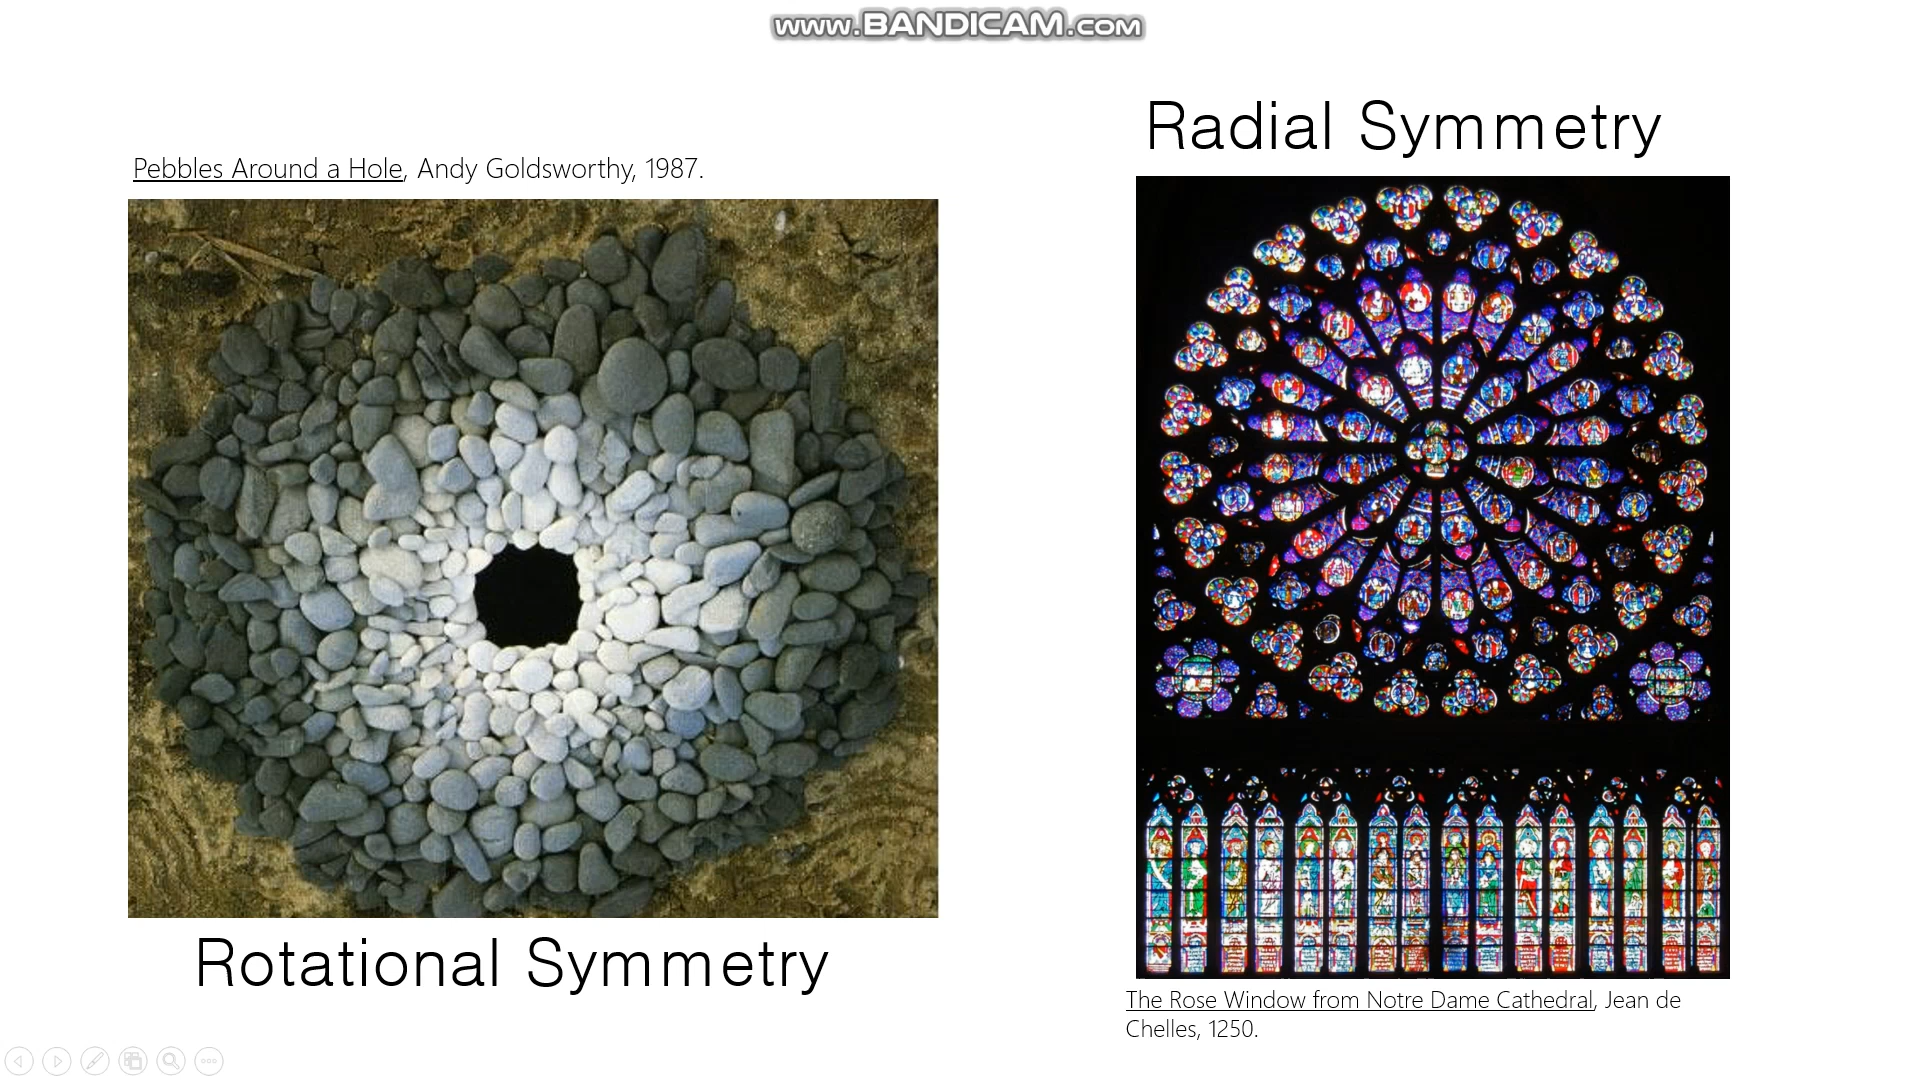 www.BANDICAM.com
Radial Symmetry
Pebbles Around a Hole, Andy Goldsworthy, 1987.
Rotational Symmetry
The Rose Window from Notre Dame Cathedral, Jean de
Chelles, 1250.